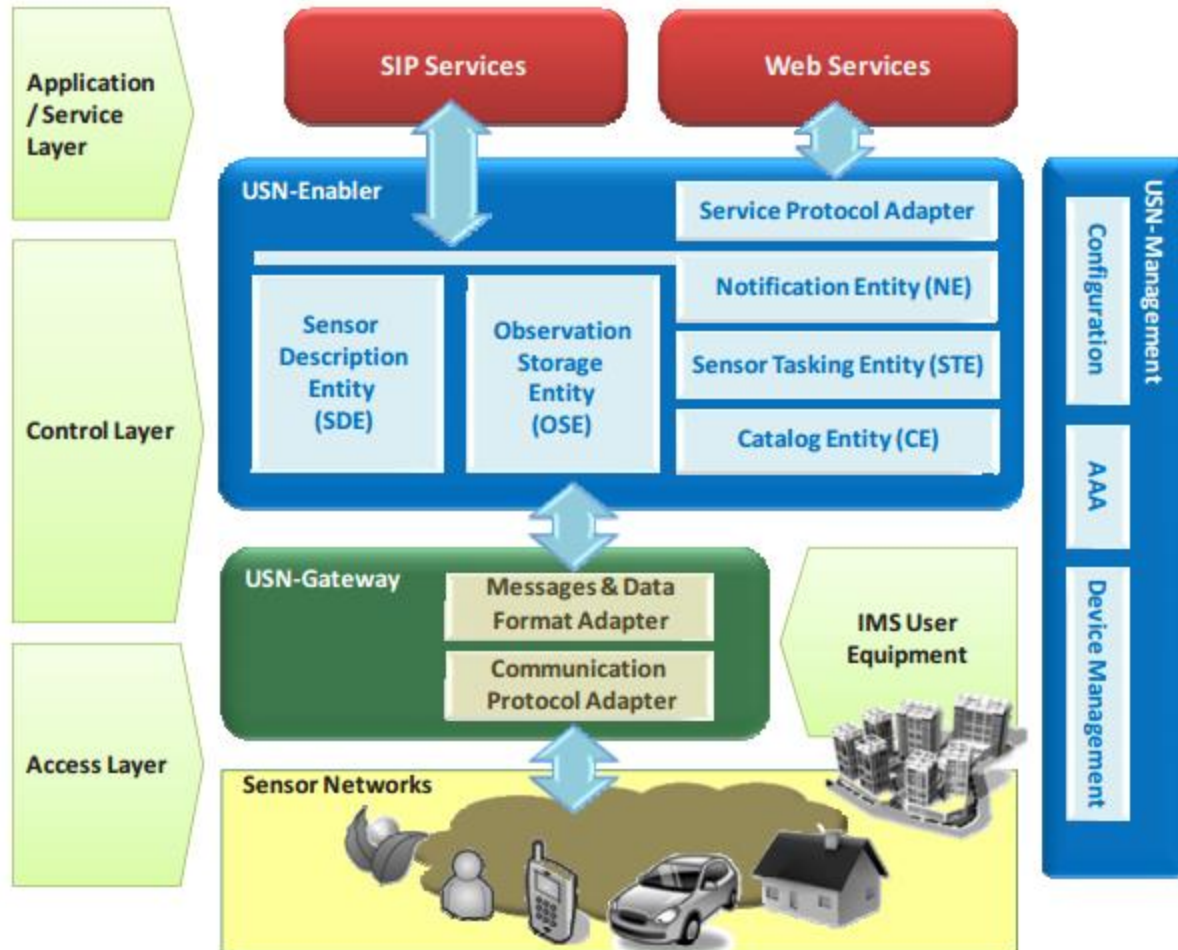 Application
/ Service
Layer
Control Layer
Access Layer
SIP Services
Web Services
USN-Enabler
Service Protocol Adapter
Notification Entity (NE)
Sensor Tasking Entity (STE)
Catalog Entity (CE)
Sensor
Description
Entity
(SDE)
Observation
Storage
Entity
(OSE)
USN-Gateway
Messages & Data
Format Adapter
Communication
Protocol Adapter
IMS User
Equipment
Sensor Networks
USN-Management
Configuration
AAA
Device Management